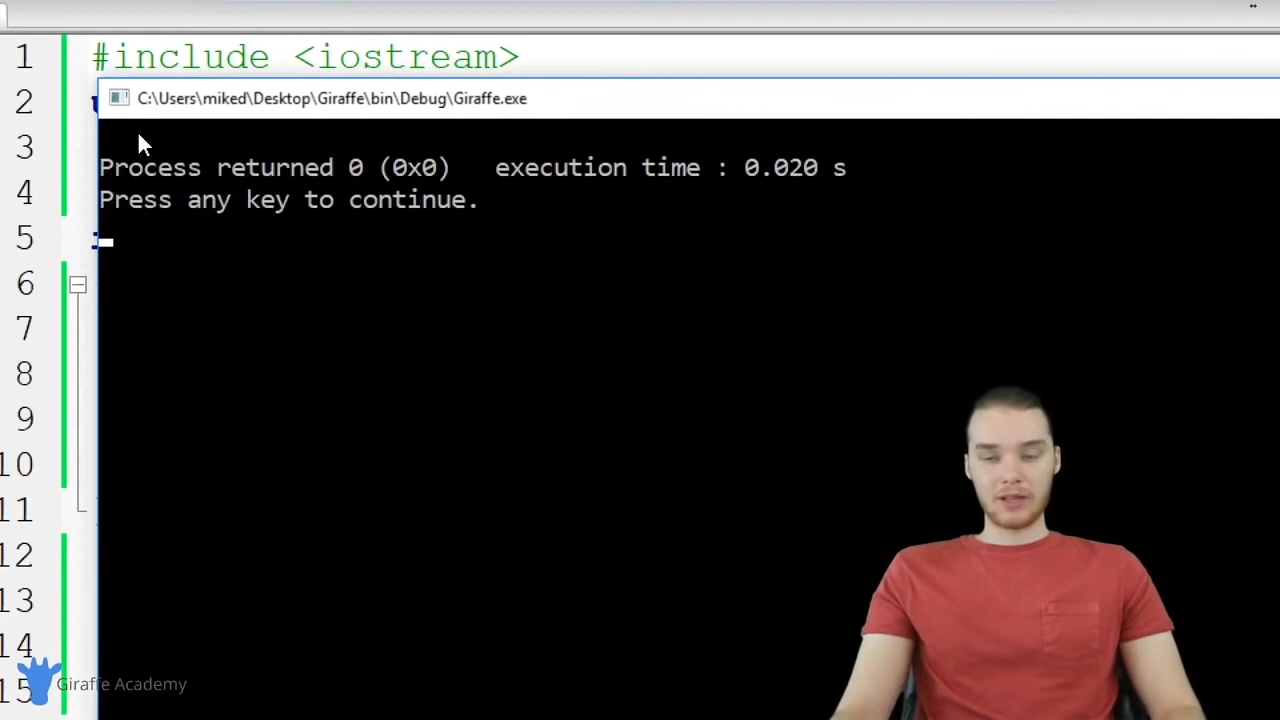 1 #include <iostream>
2
C:\Users\miked\Desktop\Giraffe\bin\Debug\Giraffe.exe
3
Process returned 0 (0x0)   execution time : 0.020 s
4
Press any key to continue.
5
6
7
8
9
10
11
12
13
14
15
Giraffe Academy